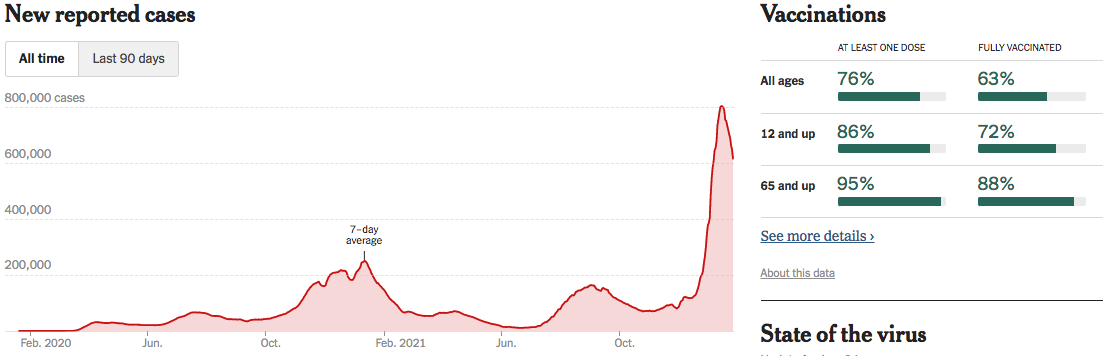 New reported cases
All time
Last 90 days
800,000 cases
600,000
400,000
200,000
7-day
average
Feb. 2020
Jun.
Oct.
Feb. 2021
Jun.
Oct.
Vaccinations
AT LEAST ONE DOSE
FULLY VACCINATED
All ages
76%
63%
12 and up
86%
72%
65 and up
95%
88%
See more details ›
About this data
State of the virus